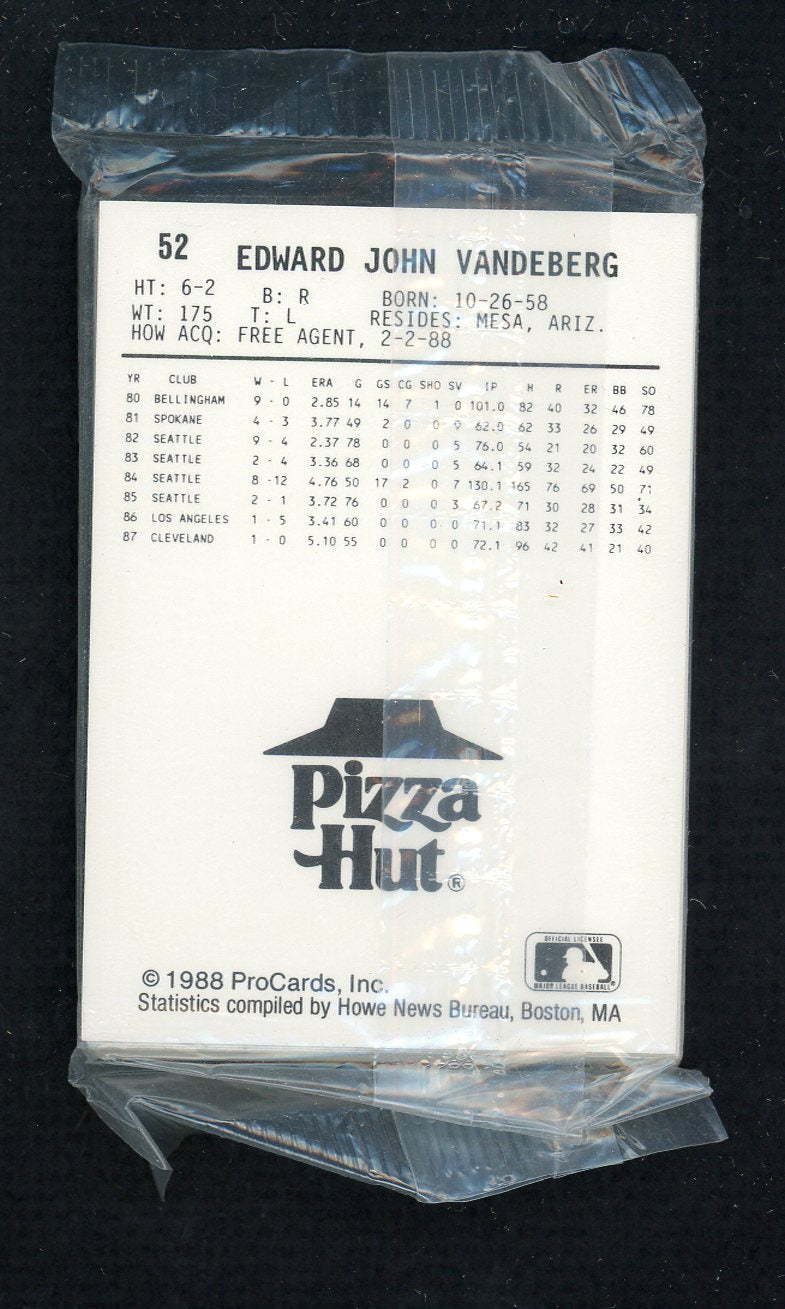 52 EDWARD JOHN VANDEBERG
HT: 6-2 B: R BORN: 10-26-58
WT: 175 T: L RESIDES: MESA, ARIZ.
HOW ACQ: FREE AGENT, 2-2-88
YR CLUB W - L ERA G GS CG SHO SV IP H R ER BB SO
80 BELLINGHAM 9 - 0 2.85 14 14 7 1 0 101.0 82 40 32 46 78
81 SPOKANE 4 - 3 3.77 49 2 0 0 9 62.0 62 33 26 29 49
82 SEATTLE 9 - 4 2.37 78 0 0 0 5 76.0 54 21 20 32 60
83 SEATTLE 2 - 4 3.36 68 0 0 0 5 64.1 59 32 24 22 49
84 SEATTLE 8 -12 4.76 50 17 2 0 7 130.1 165 76 69 50 71
85 SEATTLE 2 - 1 3.72 76 0 0 0 3 67.2 71 30 28 31 34
86 LOS ANGELES 1 - 5 3.41 60 0 0 0 0 71.1 83 32 27 33 42
87 CLEVELAND 1 - 0 5.10 55 0 0 0 0 72.1 96 42 41 21 40
Pizza
Hut ®
OFFICIAL LICENSEE
MAJOR LEAGUE BASEBALL ®
© 1988 ProCards, Inc.
Statistics compiled by Howe News Bureau, Boston, MA